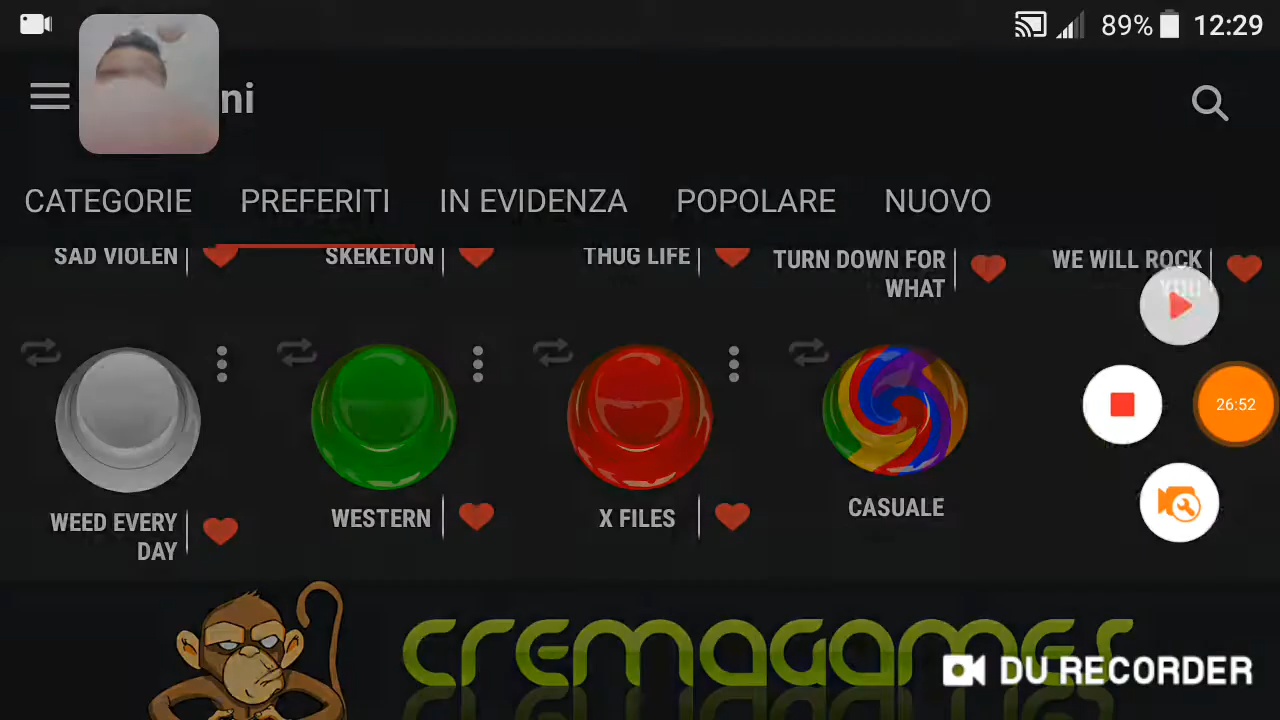 89% 12:29
ni
CATEGORIE PREFERITI IN EVIDENZA POPOLARE NUOVO
SAD VIOLEN SKEKETON THUG LIFE TURN DOWN FOR WHAT WE WILL ROCK YOU
26:52
WEED EVERY DAY WESTERN X FILES CASUALE
CREMAGAMES
DU RECORDER